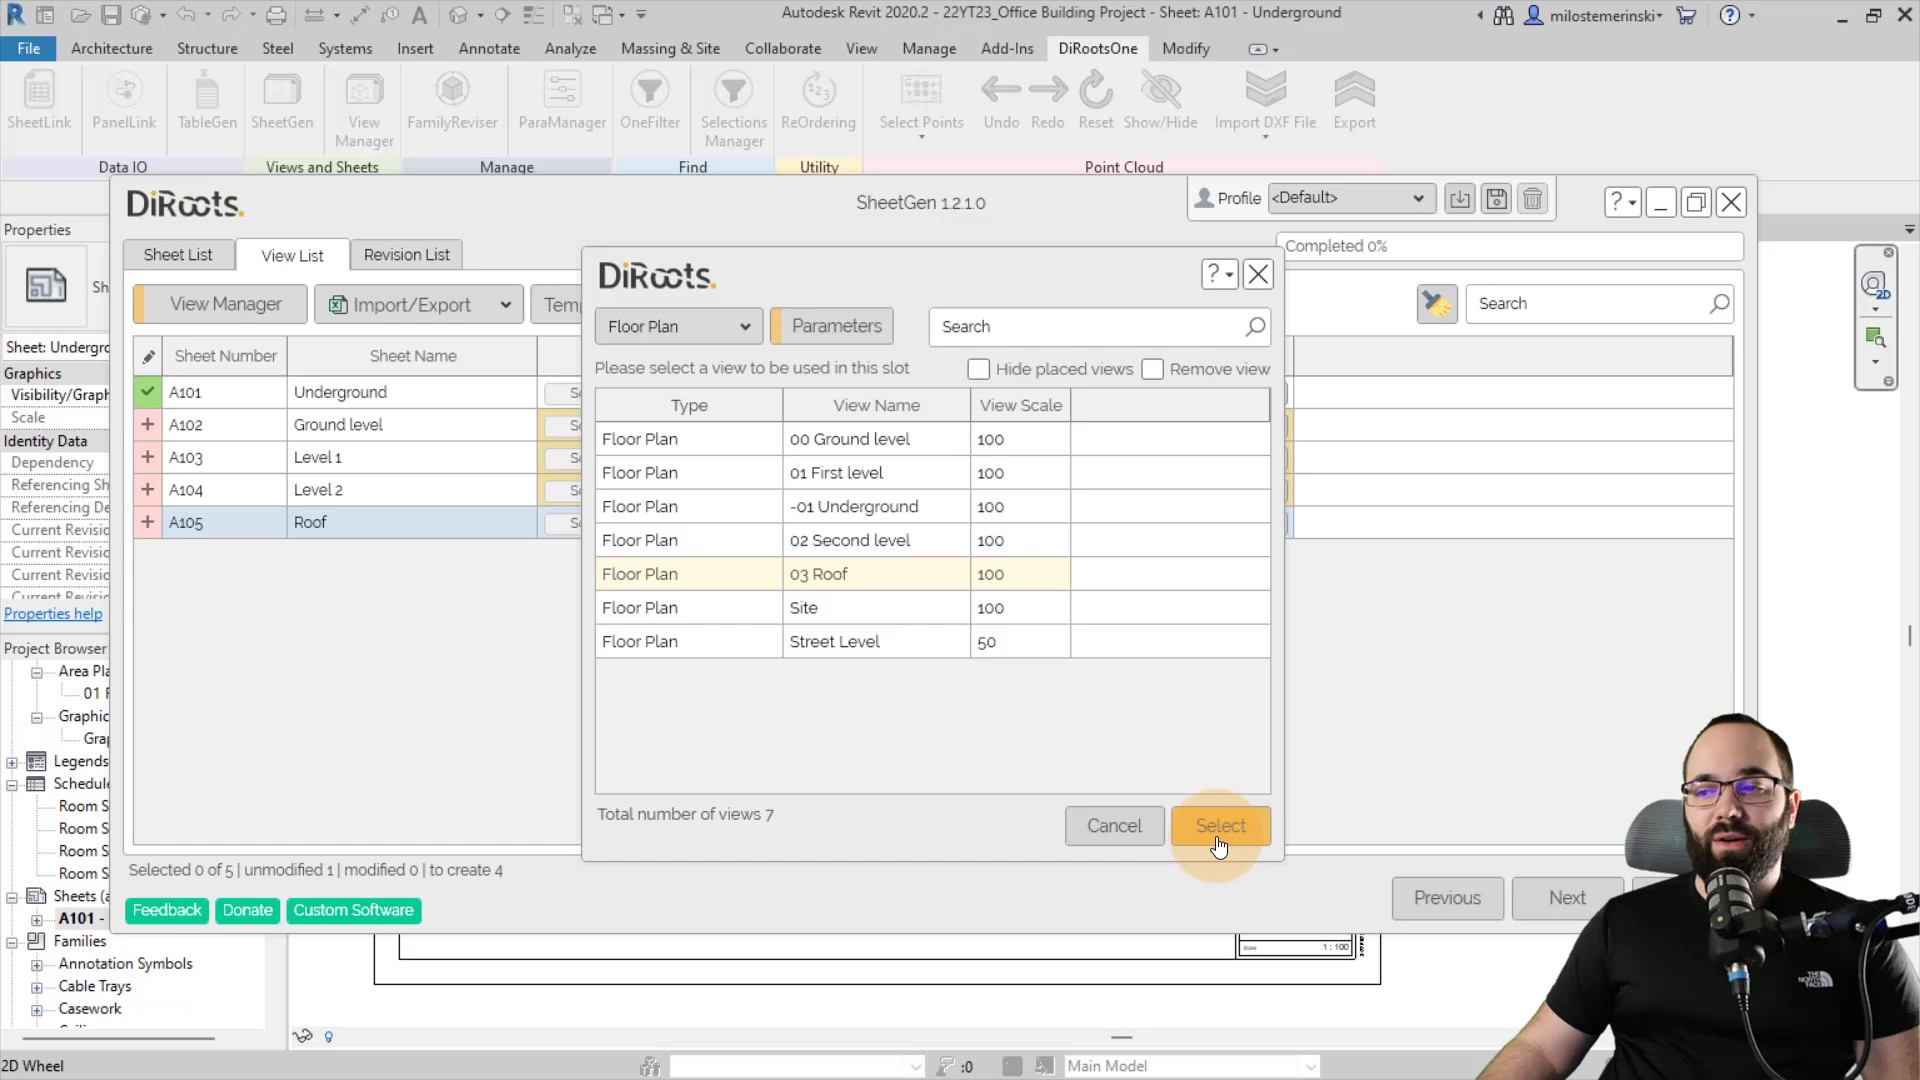 Autodesk Revit 2020.2 - 22YT23_Office Building Project - Sheet: A101 - Underground
milostemerinski
File Architecture Structure Steel Systems Insert Annotate Analyze Massing & Site Collaborate View Manage Add-Ins DiRootsOne Modify
SheetLink PanelLink TableGen SheetGen View Manager FamilyReviser ParaManager OneFilter Selections Manager ReOrdering Select Points Undo Redo Reset Show/Hide Import DXF File Export
Data IO Views and Sheets Manage Find Utility Point Cloud
DiRoots. SheetGen 1.2.1.0 Profile <Default> ?
Properties
Sheet List View List Revision List
Completed 0%
View Manager Import/Export
Search
DiRoots. ?
Floor Plan Parameters Search
Please select a view to be used in this slot Hide placed views Remove view
Type View Name View Scale
Floor Plan 00 Ground level 100
Floor Plan 01 First level 100
Floor Plan -01 Underground 100
Floor Plan 02 Second level 100
Floor Plan 03 Roof 100
Floor Plan Site 100
Floor Plan Street Level 50
Total number of views 7
Cancel Select
Sheet Number Sheet Name
A101 Underground
A102 Ground level
A103 Level 1
A104 Level 2
A105 Roof
Selected 0 of 5 | unmodified 1 | modified 0 | to create 4
Feedback Donate Custom Software
Previous Next
Graphics
Scale
Identity Data
Dependency
Properties help
Project Browser
Legends
Room S
Room S
Room S
Room S
A101 -
Families
Annotation Symbols
Cable Trays
Casework
1 : 100
2D Wheel
:0
Main Model
THE NORTH FACE